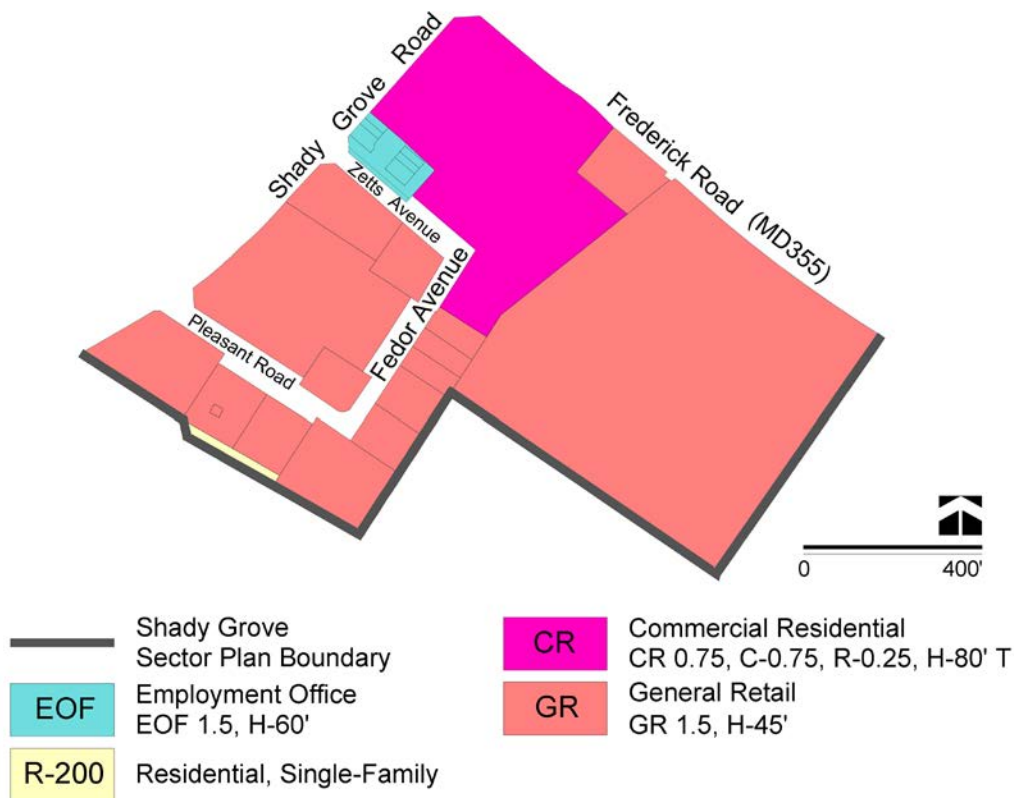 Shady Grove Road
Frederick Road (MD355)
Zetts Avenue
Fedor Avenue
Pleasant Road
0 400'
Shady Grove
Sector Plan Boundary
EOF
Employment Office
EOF 1.5, H-60'
R-200
Residential, Single-Family
CR
Commercial Residential
CR 0.75, C-0.75, R-0.25, H-80' T
GR
General Retail
GR 1.5, H-45'